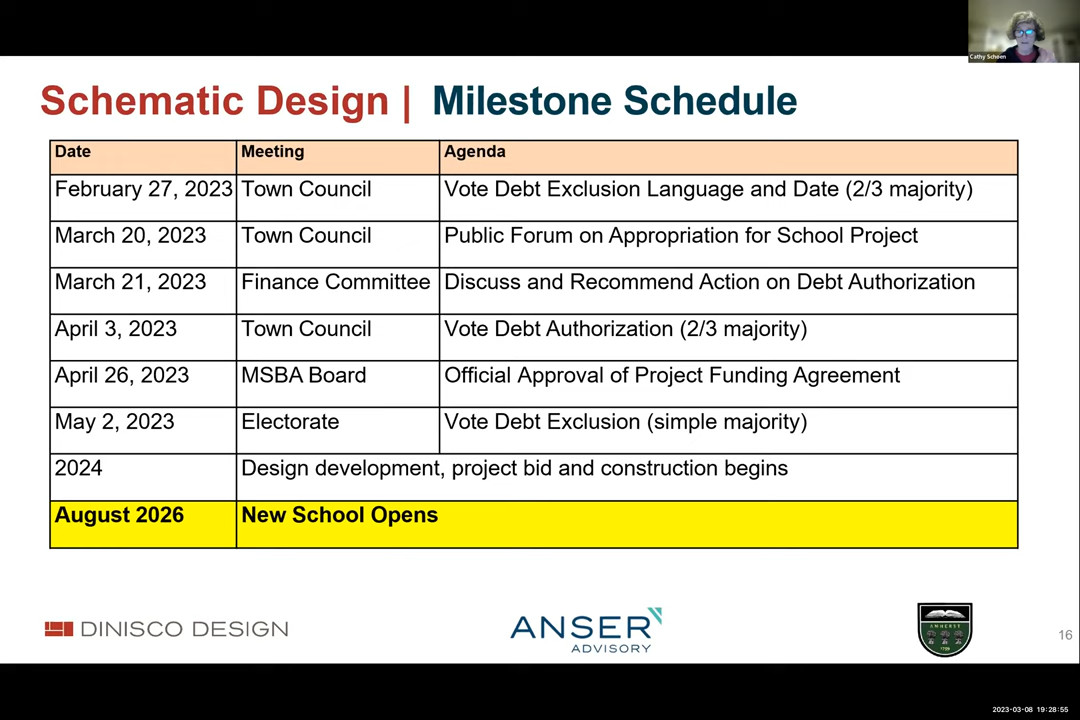 Cathy Schoen
Schematic Design | Milestone Schedule
Date Meeting Agenda
February 27, 2023 Town Council Vote Debt Exclusion Language and Date (2/3 majority)
March 20, 2023 Town Council Public Forum on Appropriation for School Project
March 21, 2023 Finance Committee Discuss and Recommend Action on Debt Authorization
April 3, 2023 Town Council Vote Debt Authorization (2/3 majority)
April 26, 2023 MSBA Board Official Approval of Project Funding Agreement
May 2, 2023 Electorate Vote Debt Exclusion (simple majority)
2024 Design development, project bid and construction begins
August 2026 New School Opens
DINISCO DESIGN
ANSER
ADVISORY
AMHERST
1759
16
2023-03-08 19:28:55